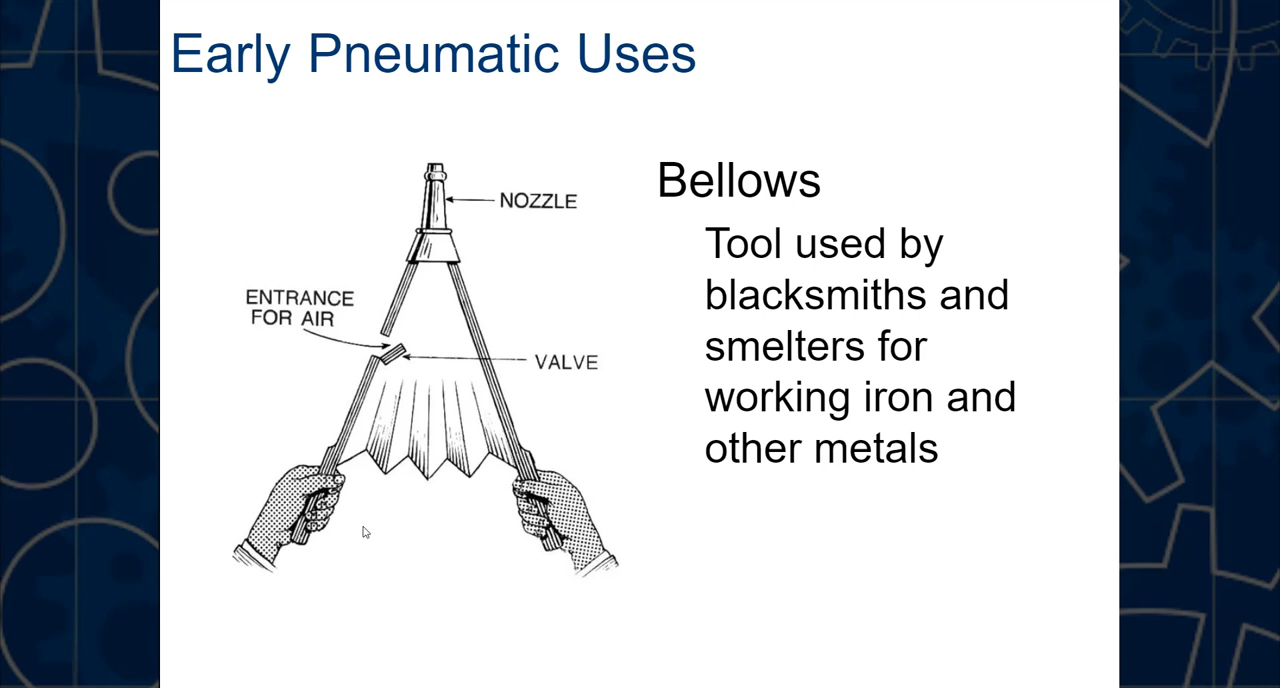 Early Pneumatic Uses
NOZZLE
ENTRANCE
FOR AIR
VALVE
Bellows
Tool used by
blacksmiths and
smelters for
working iron and
other metals